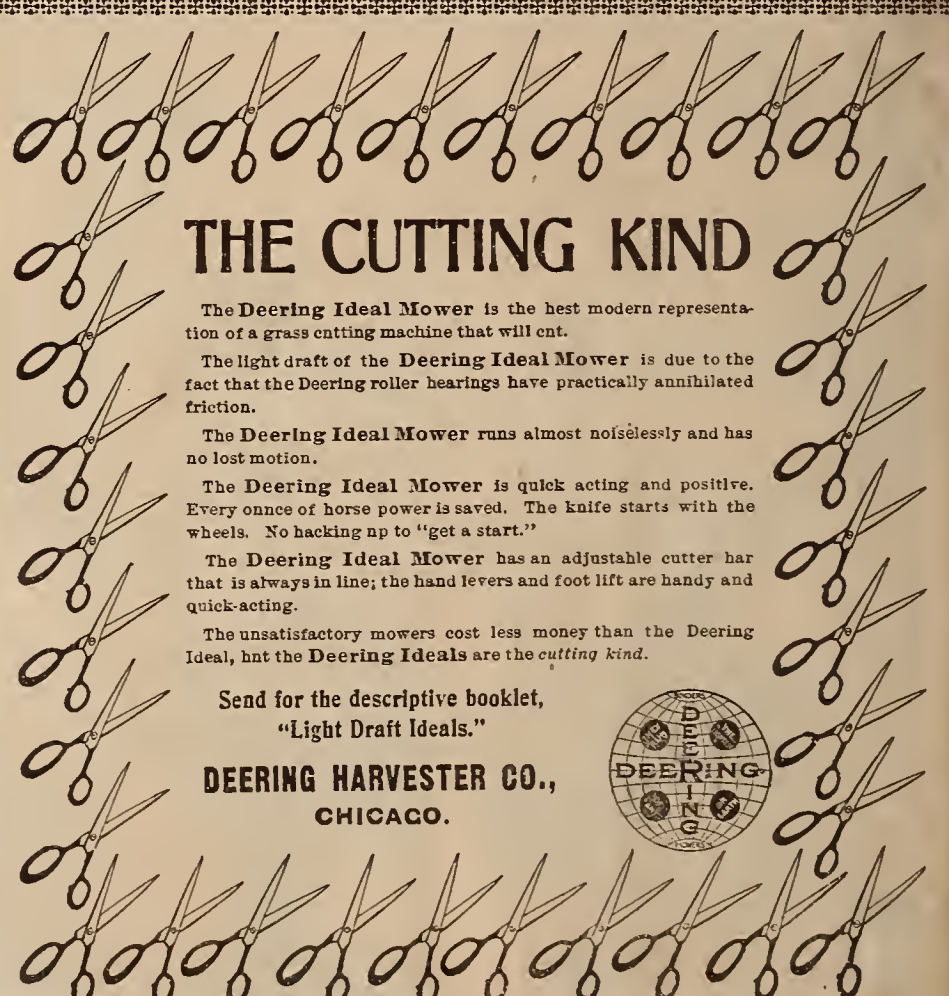 THE CUTTING KIND
The Deering Ideal Mower is the hest modern representa-
tion of a grass cntting machine that will cnt.
The light draft of the Deering Ideal Mower is due to the
fact that the Deering roller hearings have practically annihilated
friction.
The Deering Ideal Mower runs almost noiselessly and has
no lost motion.
The Deering Ideal Mower is quick acting and positive.
Every onnce of horse power is saved. The knife starts with the
wheels. No hacking np to “get a start.”
The Deering Ideal Mower has an adjnstable cutter har
that is always in line; the hand levers and foot lift are handy and
quick-acting.
The unsatisfactory mowers cost less money than the Deering
Ideal, hnt the Deering Ideals are the cutting kind.
Send for the descriptive booklet,
“Light Draft Ideals.”
DEERING HARVESTER CO.,
CHICAGO.
BINDERS
DEERING
DEERING
MOWERS